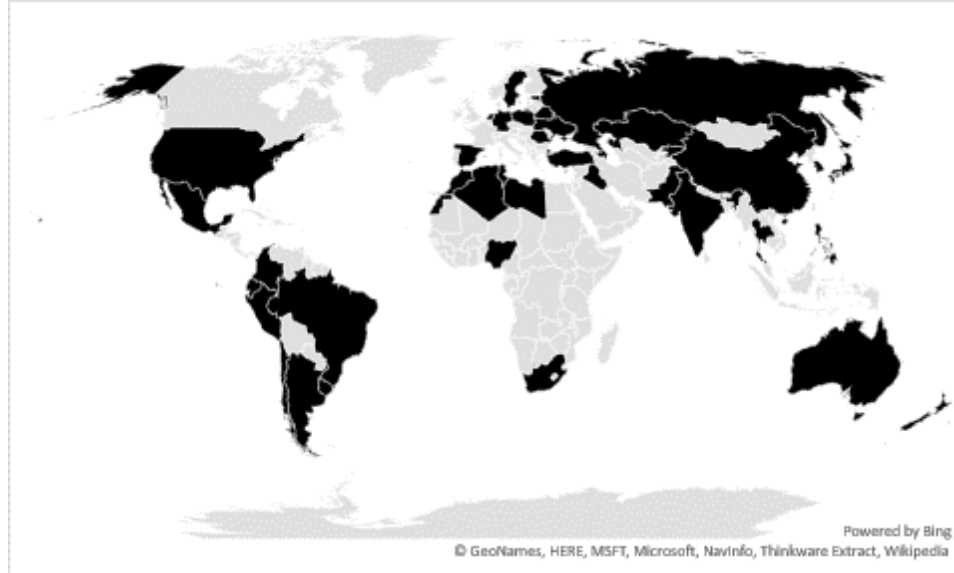 Powered by Bing
© GeoNames, HERE, MSFT, Microsoft, NavInfo, Thinkware Extract, Wikipedia